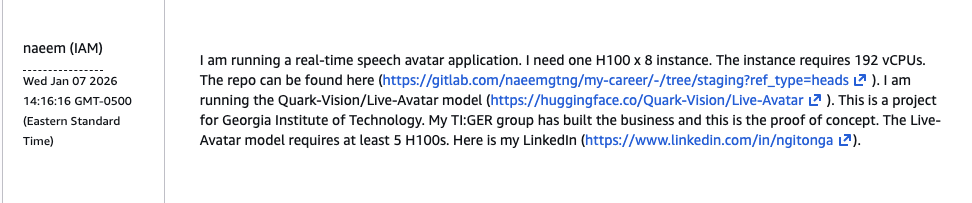 naeem (IAM)
Wed Jan 07 2026
14:16:16 GMT-0500
(Eastern Standard
Time)
I am running a real-time speech avatar application. I need one H100 x 8 instance. The instance requires 192 vCPUs.
The repo can be found here (https://gitlab.com/naeemgtng/my-career/-/tree/staging?ref_type=heads ). I am
running the Quark-Vision/Live-Avatar model (https://huggingface.co/Quark-Vision/Live-Avatar ). This is a project
for Georgia Institute of Technology. My TI:GER group has built the business and this is the proof of concept. The Live-
Avatar model requires at least 5 H100s. Here is my LinkedIn (https://www.linkedin.com/in/ngitonga ).